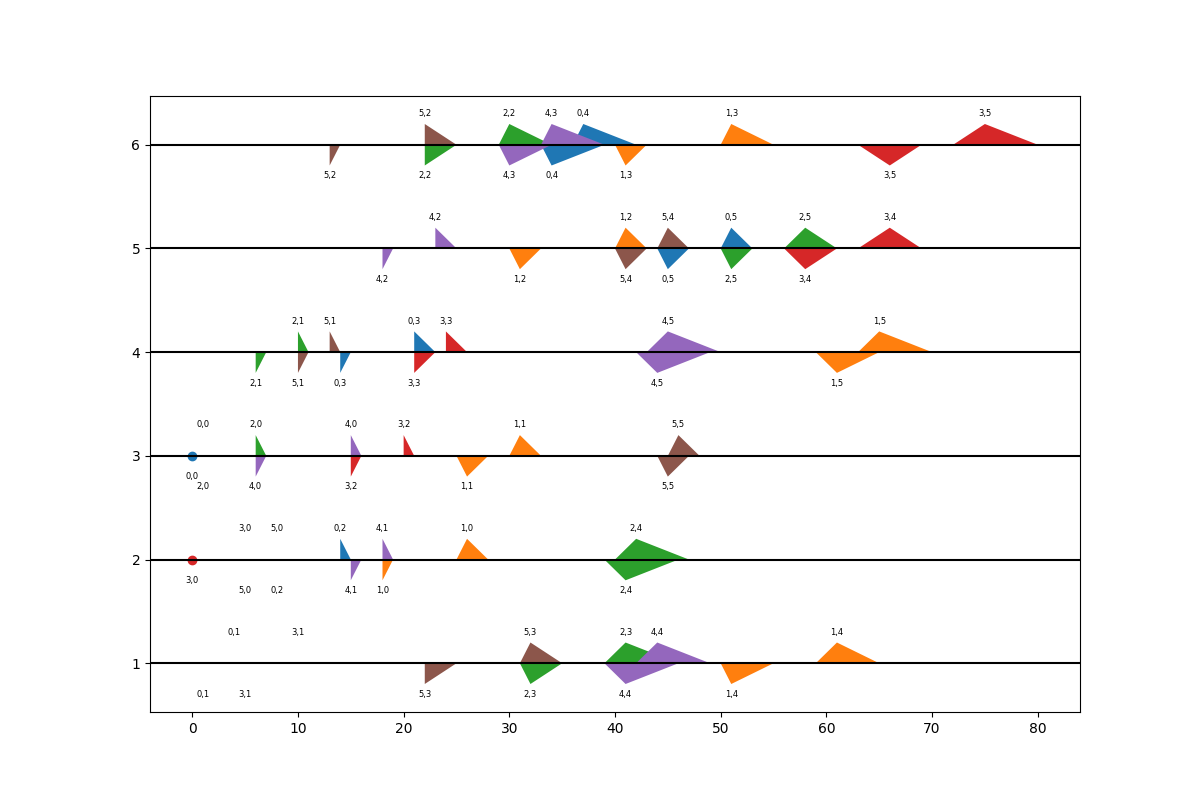 5,2 2,2 4,3 0,4 1,3 3,5
6
5,2 2,2 4,3 0,4 1,3 3,5
4,2 1,2 5,4 0,5 2,5 3,4
5
4,2 1,2 5,4 0,5 2,5 3,4
2,1 5,1 0,3 3,3 4,5 1,5
4
2,1 5,1 0,3 3,3 4,5 1,5
0,0 2,0 4,0 3,2 1,1 5,5
3
0,0
2,0 4,0 3,2 1,1 5,5
3,0 5,0 0,2 4,1 1,0 2,4
2
3,0
5,0 0,2 4,1 1,0 2,4
0,1 3,1 5,3 2,3 4,4 1,4
1
0,1 3,1 5,3 2,3 4,4 1,4
0 10 20 30 40 50 60 70 80